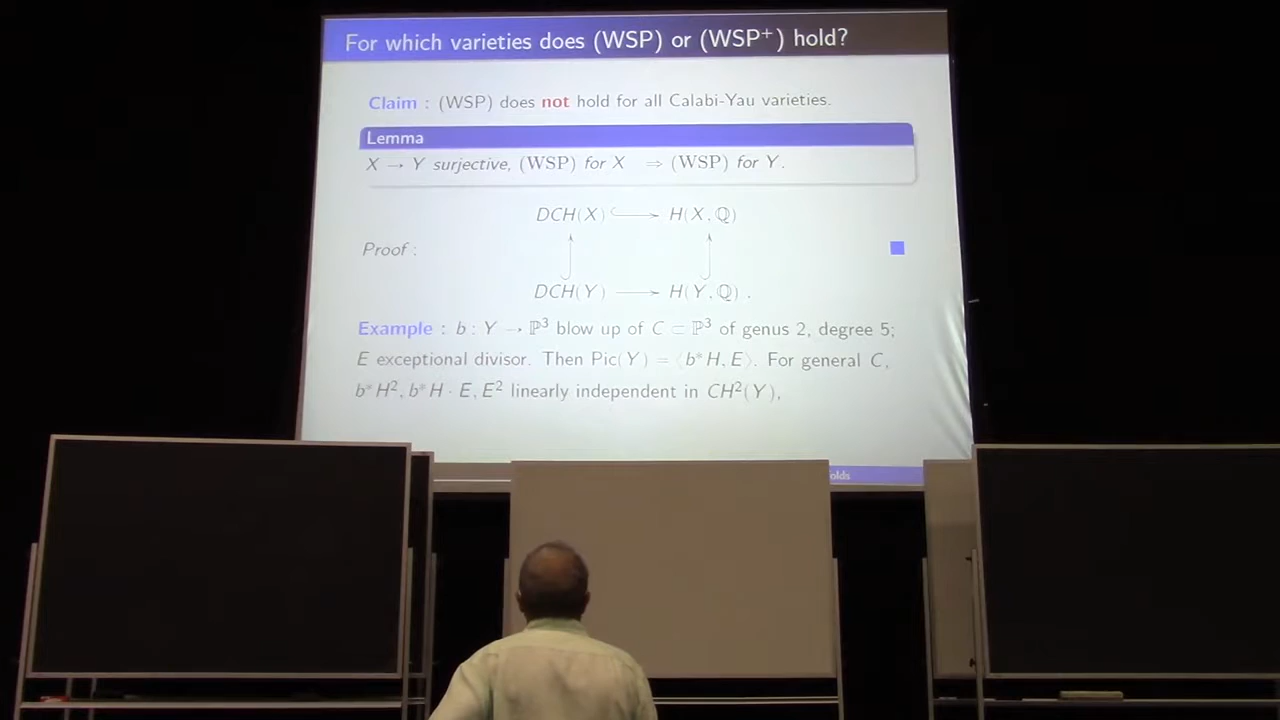 For which varieties does (WSP) or (WSP⁺) hold?
Claim : (WSP) does not hold for all Calabi-Yau varieties.
Lemma
X → Y surjective, (WSP) for X ⇒ (WSP) for Y.
DCH(X) ↪ H(X, ℚ)
Proof :
DCH(Y) → H(Y, ℚ) .
Example : b : Y → ℙ³ blow up of C ⊂ ℙ³ of genus 2, degree 5;
E exceptional divisor. Then Pic(Y) = ⟨b*H, E⟩. For general C,
b*H², b*H · E, E² linearly independent in CH²(Y),
olds